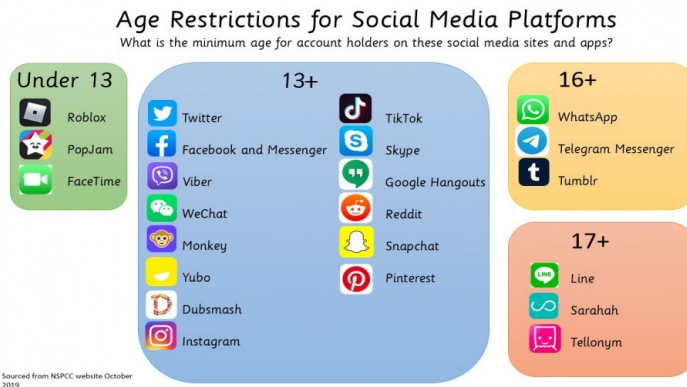 Age Restrictions for Social Media Platforms
What is the minimum age for account holders on these social media sites and apps?
Under 13
Roblox
PopJam
FaceTime
13+
Twitter
Facebook and Messenger
Viber
WeChat
Monkey
Yubo
Dubsmash
Instagram
TikTok
Skype
Google Hangouts
Reddit
Snapchat
Pinterest
16+
WhatsApp
Telegram Messenger
Tumblr
17+
LINE
Line
Sarahah
Tellonym
Sourced from NSPCC website October
2019